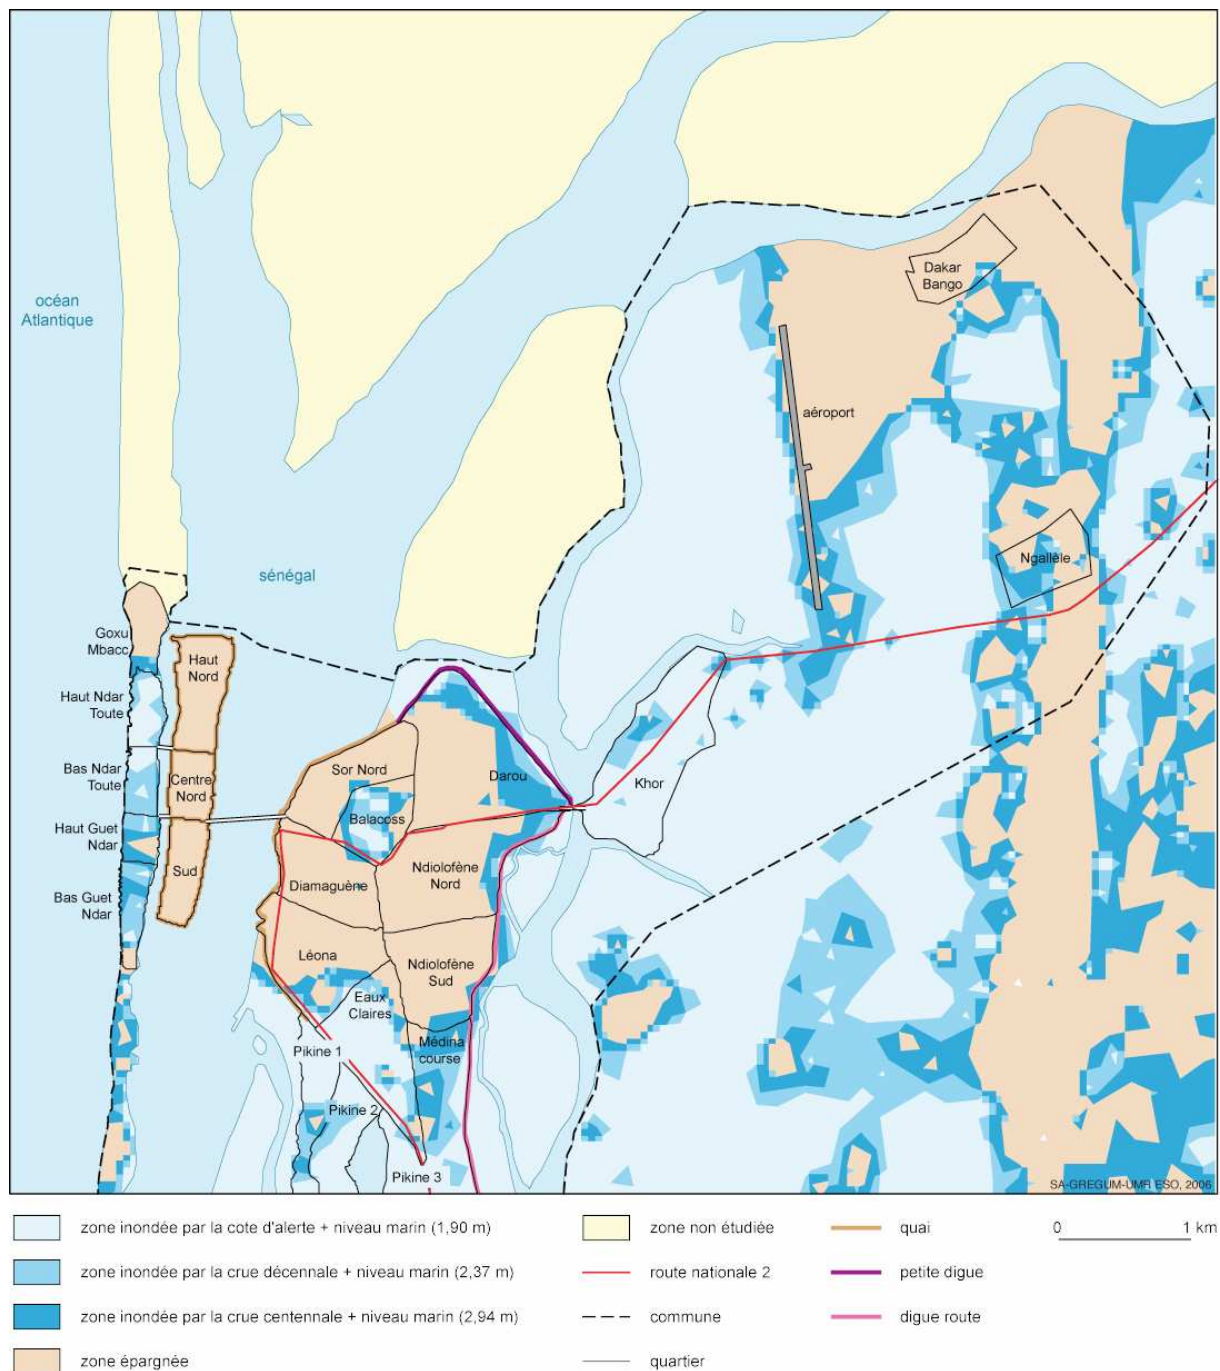 océan
Atlantique
sénégal
Dakar
Bango
aéroport
Ngallèle
Goxu
Mbacc
Haut
Nord
Haut Ndar
Toute
Bas Ndar
Toute
Centre
Nord
Haut Guet
Ndar
Sud
Bas Guet
Ndar
Sor Nord
Darou
Khor
Balacoss
Diamaguène
Ndiolofène
Nord
Léona
Ndiolofène
Sud
Eaux
Claires
Pikine 1
Médina
course
Pikine 2
Pikine 3
SA-GREGUM-UMR ESO, 2006
zone inondée par la cote d'alerte + niveau marin (1,90 m)
zone inondée par la crue décennale + niveau marin (2,37 m)
zone inondée par la crue centennale + niveau marin (2,94 m)
zone épargnée
zone non étudiée
route nationale 2
commune
quartier
quai
petite digue
digue route
0 1 km